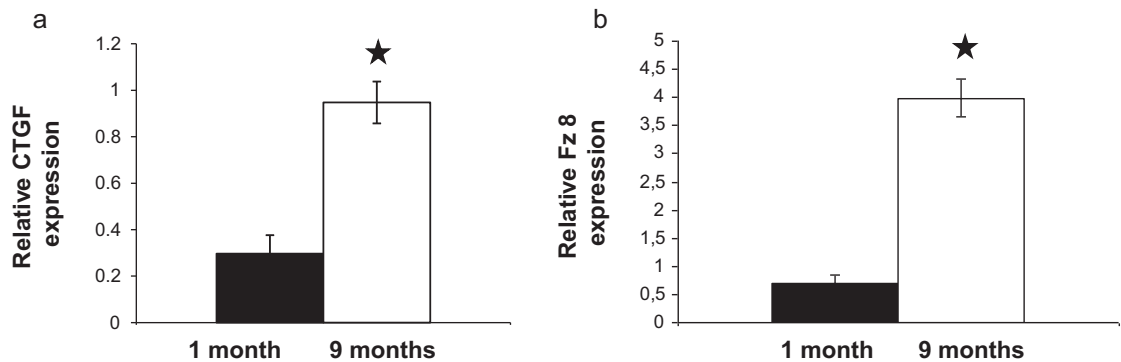 a
Relative CTGF
expression
1.2
1
0.8
0.6
0.4
0.2
0
1 month
9 months
b
Relative Fz 8
expression
5
4,5
4
3,5
3
2,5
2
1,5
1
0,5
0
1 month
9 months